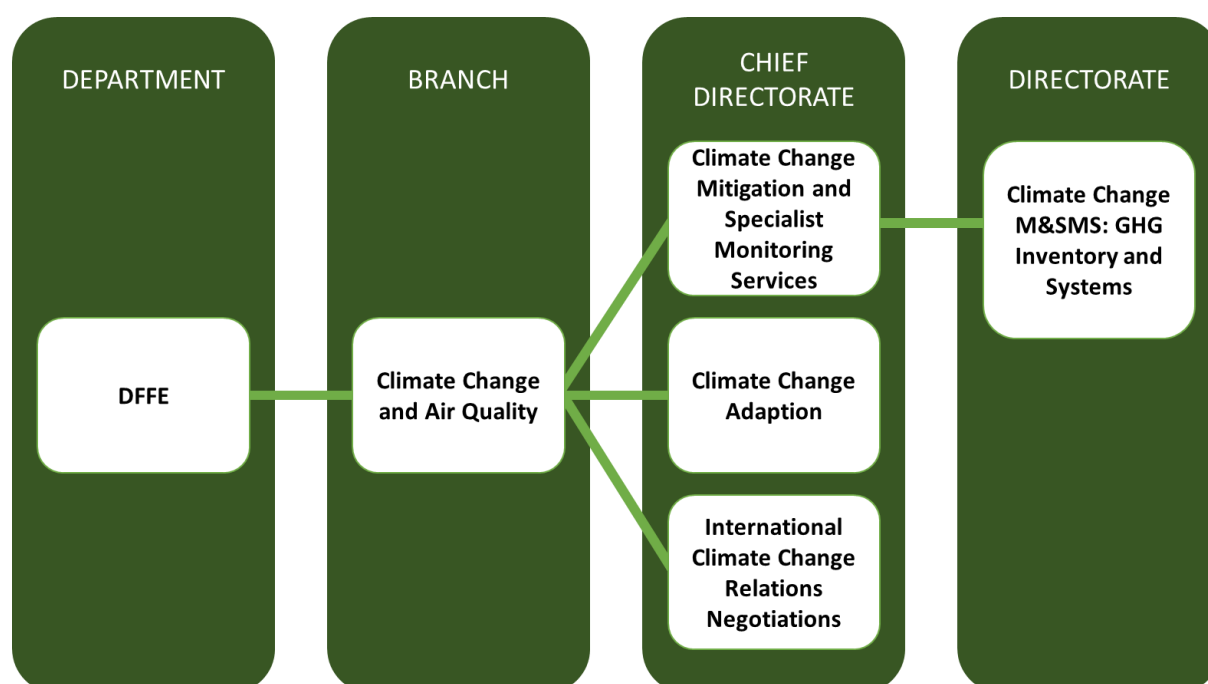 DEPARTMENT
BRANCH
CHIEF
DIRECTORATE
DIRECTORATE
DFFE
Climate Change
and Air Quality
Climate Change
Mitigation and
Specialist
Monitoring
Services
Climate Change
Adaption
International
Climate Change
Relations
Negotiations
Climate Change
M&SMS: GHG
Inventory and
Systems